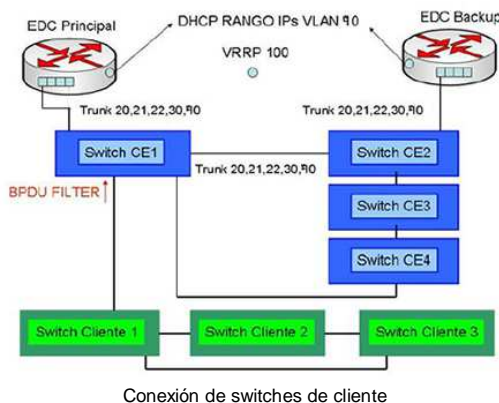 EDC Principal
DHCP RANGO IPs VLAN 90
EDC Backup
VRRP 100
Trunk 20,21,22,30,90
Trunk 20,21,22,30,90
Switch CE1
Switch CE2
Trunk 20,21,22,30,90
BPDU FILTER
Switch CE3
Switch CE4
Switch Cliente 1
Switch Cliente 2
Switch Cliente 3
Conexión de switches de cliente